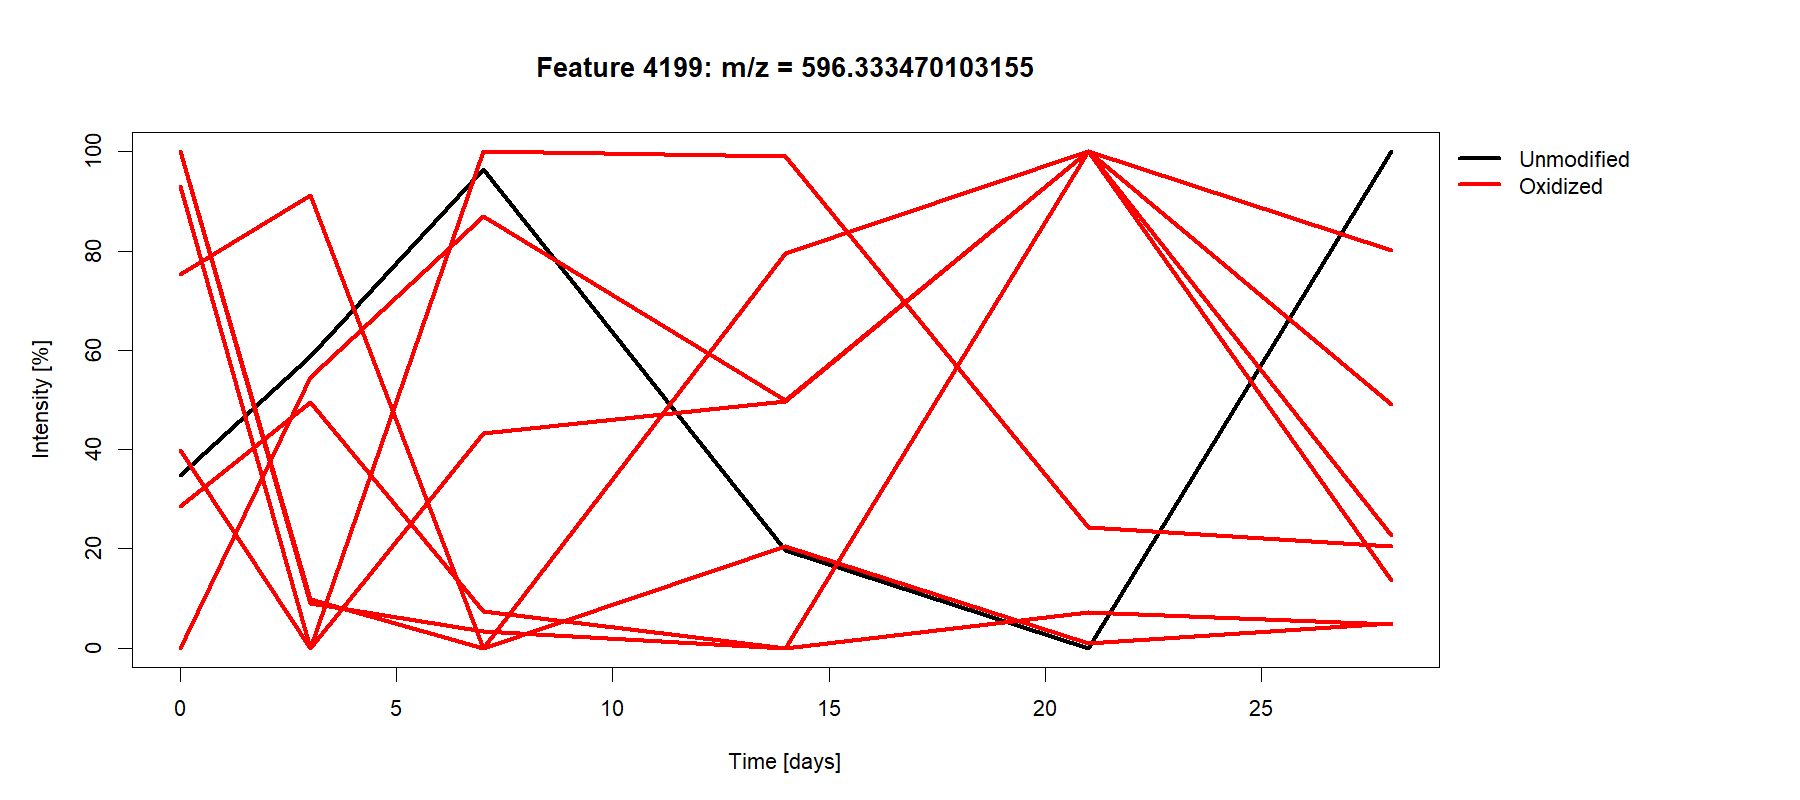 Feature 4199: m/z = 596.333470103155
Unmodified
Oxidized
Intensity [%]
100
80
60
40
20
0
0 5 10 15 20 25
Time [days]